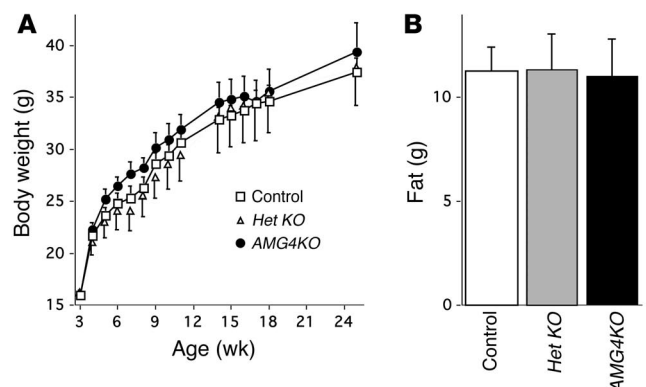 A
Body weight (g)
40
35
30
25
20
15
3
6
9
12
15
18
21
24
Age (wk)
Control
Het KO
AMG4KO
B
Fat (g)
10
5
0
Control
Het KO
AMG4KO